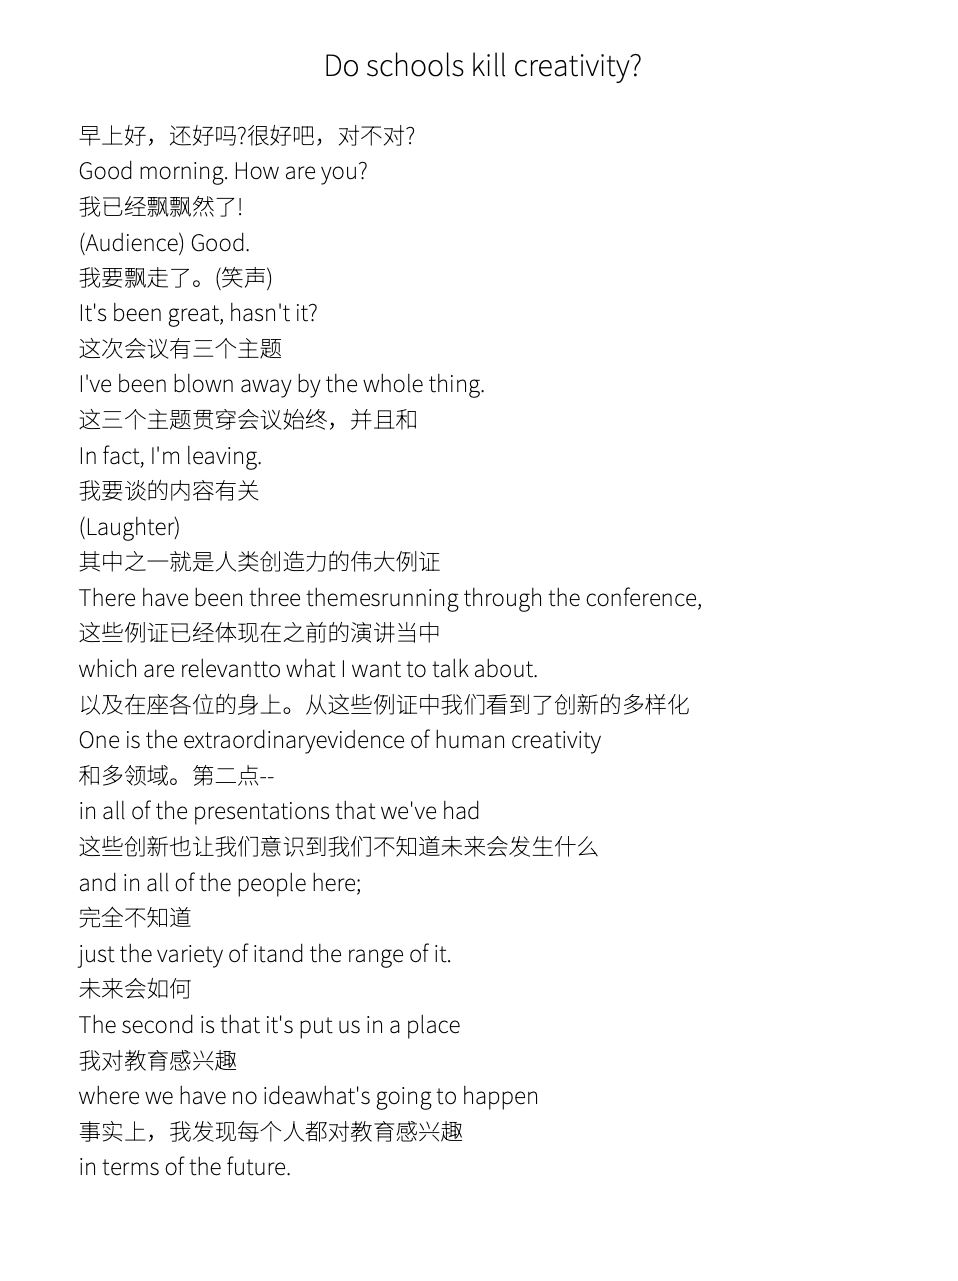 Do schools kill creativity?
早上好，还好吗?很好吧，对不对?
Good morning. How are you?
我已经飘飘然了!
(Audience) Good.
我要飘走了。(笑声)
It's been great, hasn't it?
这次会议有三个主题
I've been blown away by the whole thing.
这三个主题贯穿会议始终，并且和
In fact, I'm leaving.
我要谈的内容有关
(Laughter)
其中之一就是人类创造力的伟大例证
There have been three themesrunning through the conference,
这些例证已经体现在之前的演讲当中
which are relevantto what I want to talk about.
以及在座各位的身上。从这些例证中我们看到了创新的多样化
One is the extraordinaryevidence of human creativity
和多领域。第二点--
in all of the presentations that we've had
这些创新也让我们意识到我们不知道未来会发生什么
and in all of the people here;
完全不知道
just the variety of itand the range of it.
未来会如何
The second is that it's put us in a place
我对教育感兴趣
where we have no ideawhat's going to happen
事实上，我发现每个人都对教育感兴趣
in terms of the future.